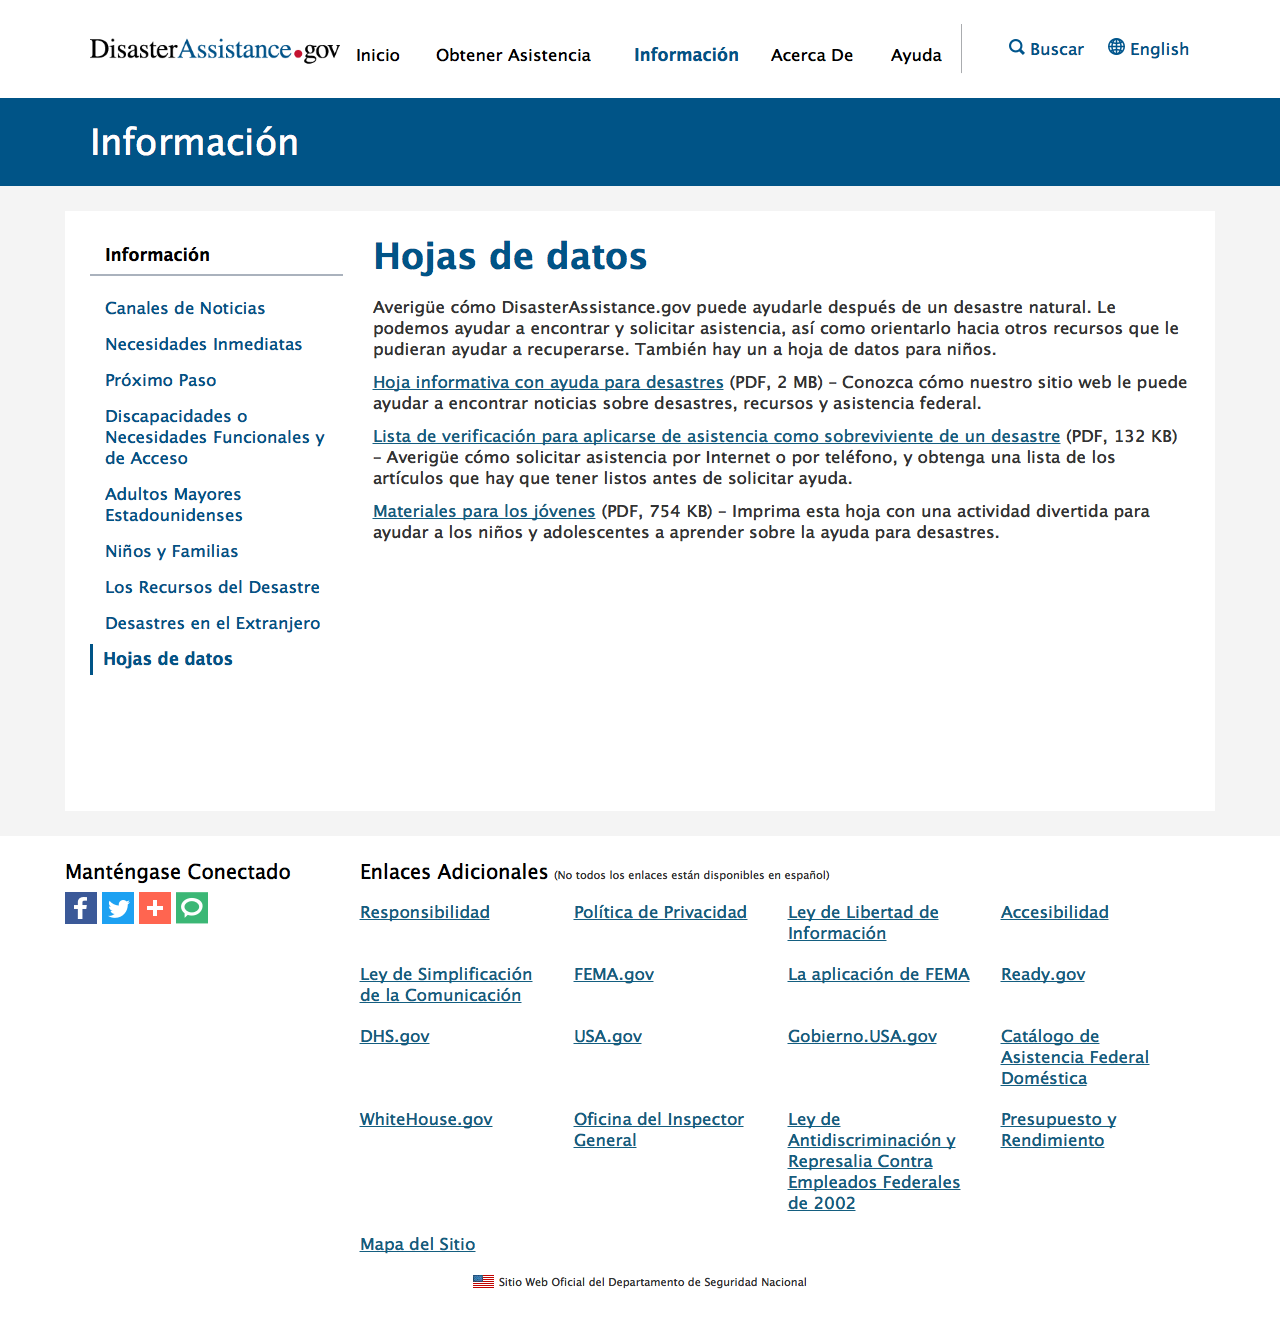 DisasterAssistance.gov
Inicio
Obtener Asistencia
Información
Acerca De
Ayuda
Buscar
English
Información
Información
Canales de Noticias
Necesidades Inmediatas
Próximo Paso
Discapacidades o
Necesidades Funcionales y
de Acceso
Adultos Mayores
Estadounidenses
Niños y Familias
Los Recursos del Desastre
Desastres en el Extranjero
Hojas de datos
Hojas de datos
Averigüe cómo DisasterAssistance.gov puede ayudarle después de un desastre natural. Le
podemos ayudar a encontrar y solicitar asistencia, así como orientarlo hacia otros recursos que le
pudieran ayudar a recuperarse. También hay un a hoja de datos para niños.
Hoja informativa con ayuda para desastres (PDF, 2 MB) – Conozca cómo nuestro sitio web le puede
ayudar a encontrar noticias sobre desastres, recursos y asistencia federal.
Lista de verificación para aplicarse de asistencia como sobreviviente de un desastre (PDF, 132 KB)
– Averigüe cómo solicitar asistencia por Internet o por teléfono, y obtenga una lista de los
artículos que hay que tener listos antes de solicitar ayuda.
Materiales para los jóvenes (PDF, 754 KB) – Imprima esta hoja con una actividad divertida para
ayudar a los niños y adolescentes a aprender sobre la ayuda para desastres.
Manténgase Conectado
Enlaces Adicionales (No todos los enlaces están disponibles en español)
Responsibilidad
Política de Privacidad
Ley de Libertad de
Información
Accesibilidad
Ley de Simplificación
de la Comunicación
FEMA.gov
La aplicación de FEMA
Ready.gov
DHS.gov
USA.gov
Gobierno.USA.gov
Catálogo de
Asistencia Federal
Doméstica
WhiteHouse.gov
Oficina del Inspector
General
Ley de
Antidiscriminación y
Represalia Contra
Empleados Federales
de 2002
Presupuesto y
Rendimiento
Mapa del Sitio
Sitio Web Oficial del Departamento de Seguridad Nacional